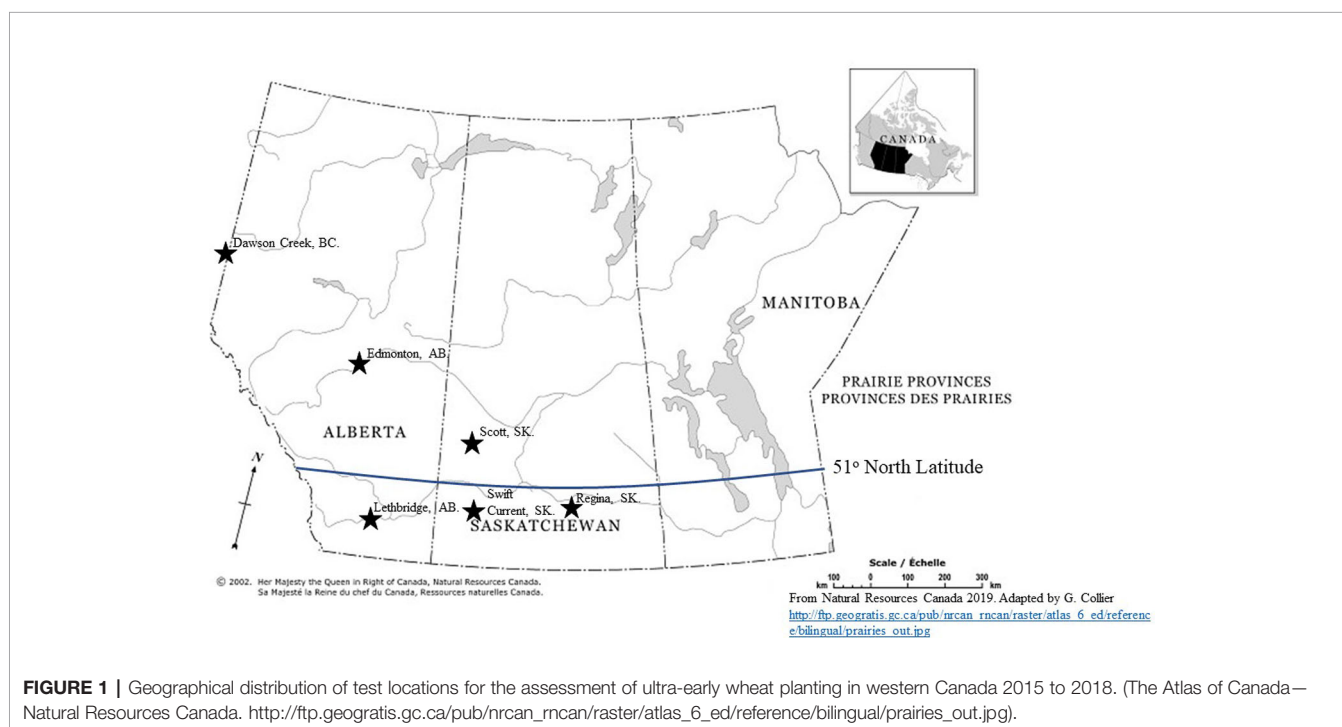 CANADA
Dawson Creek, BC.
MANITOBA
Edmonton, AB.
PRAIRIE PROVINCES
PROVINCES DES PRAIRIES
ALBERTA
Scott, SK.
N
51o North Latitude
Swift
Current, SK.
Regina, SK.
Lethbridge, AB.
SASKATCHEWAN
Scale / Échelle
100 0 100 200 300
km km
© 2002. Her Majesty the Queen in Right of Canada, Natural Resources Canada.
Sa Majesté la Reine du chef du Canada, Ressources naturelles Canada.
From Natural Resources Canada 2019. Adapted by G. Collier
http://ftp.geogratis.gc.ca/pub/nrcan_rncan/raster/atlas_6_ed/referenc
e/bilingual/prairies_out.jpg
FIGURE 1 | Geographical distribution of test locations for the assessment of ultra-early wheat planting in western Canada 2015 to 2018. (The Atlas of Canada—
Natural Resources Canada. http://ftp.geogratis.gc.ca/pub/nrcan_rncan/raster/atlas_6_ed/reference/bilingual/prairies_out.jpg).